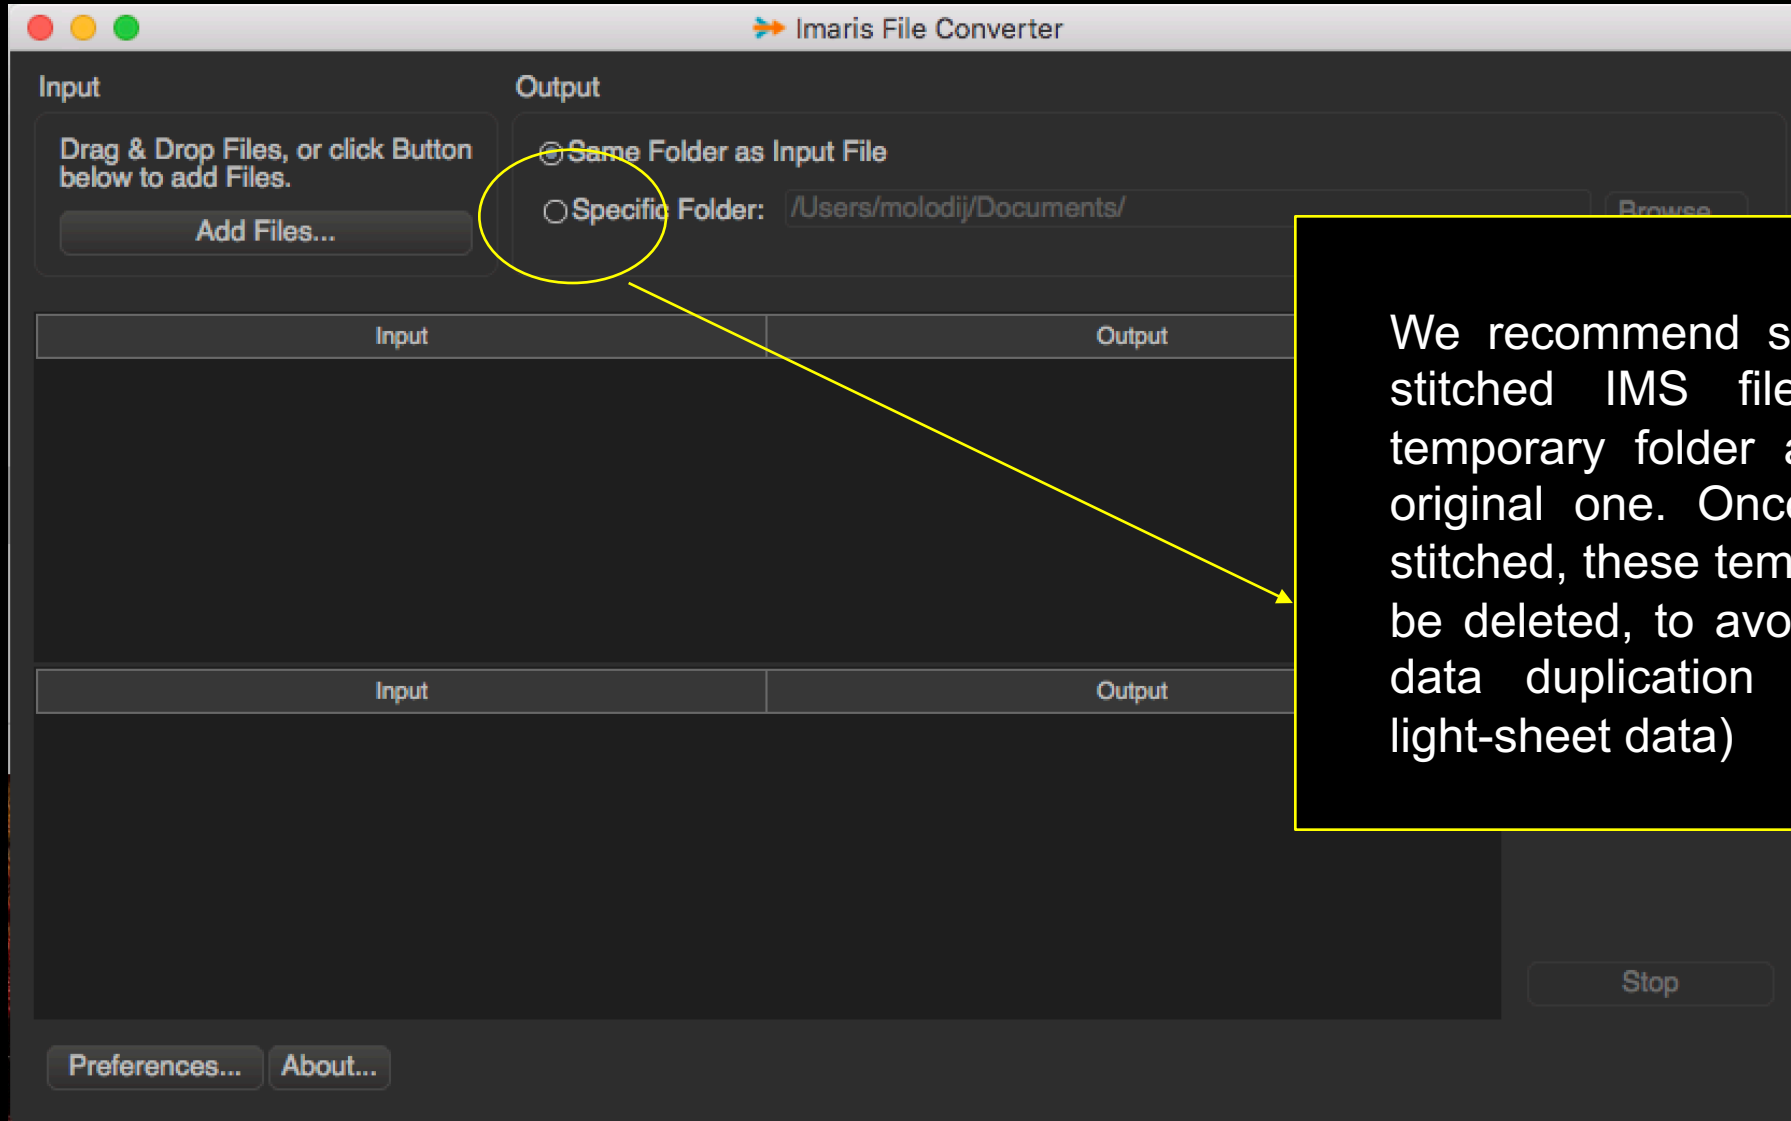 Imaris File Converter
Input
Output
Drag & Drop Files, or click Button
below to add Files.
Add Files...
Same Folder as Input File
Specific Folder: /Users/molodij/Documents/
Browse
Input Output
Input Output
We recommend
stitched IMS
temporary folder
original one.
stitched, these
be deleted, to
data duplication
light-sheet data)
Stop
Preferences... About...